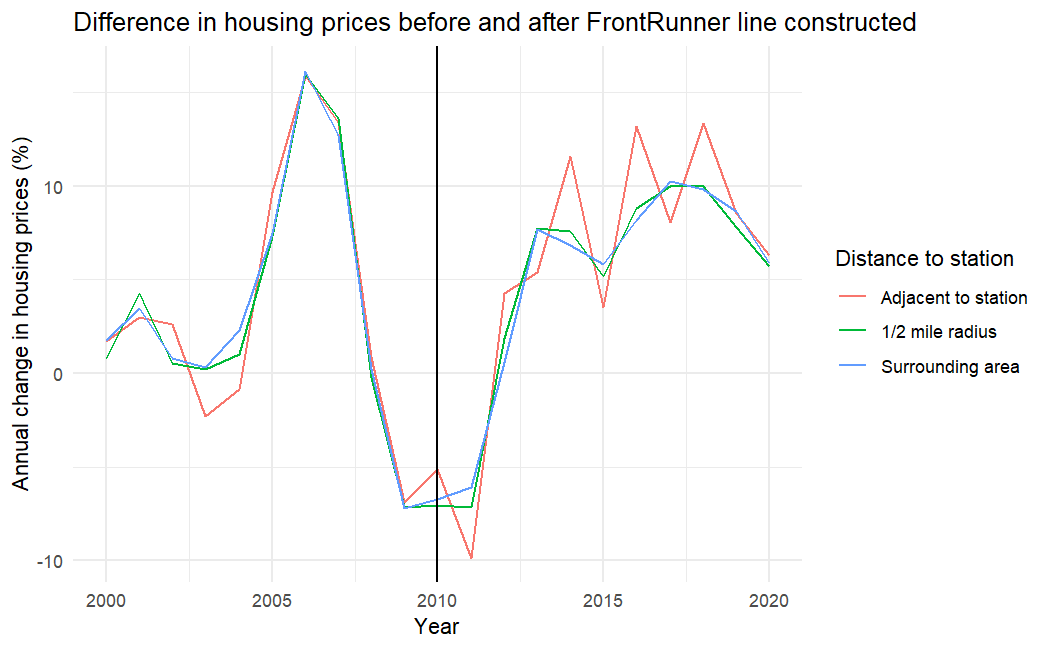 Difference in housing prices before and after FrontRunner line constructed
Annual change in housing prices (%)
10
0
-10
2000
2005
2010
2015
2020
Year
Distance to station
Adjacent to station
1/2 mile radius
Surrounding area